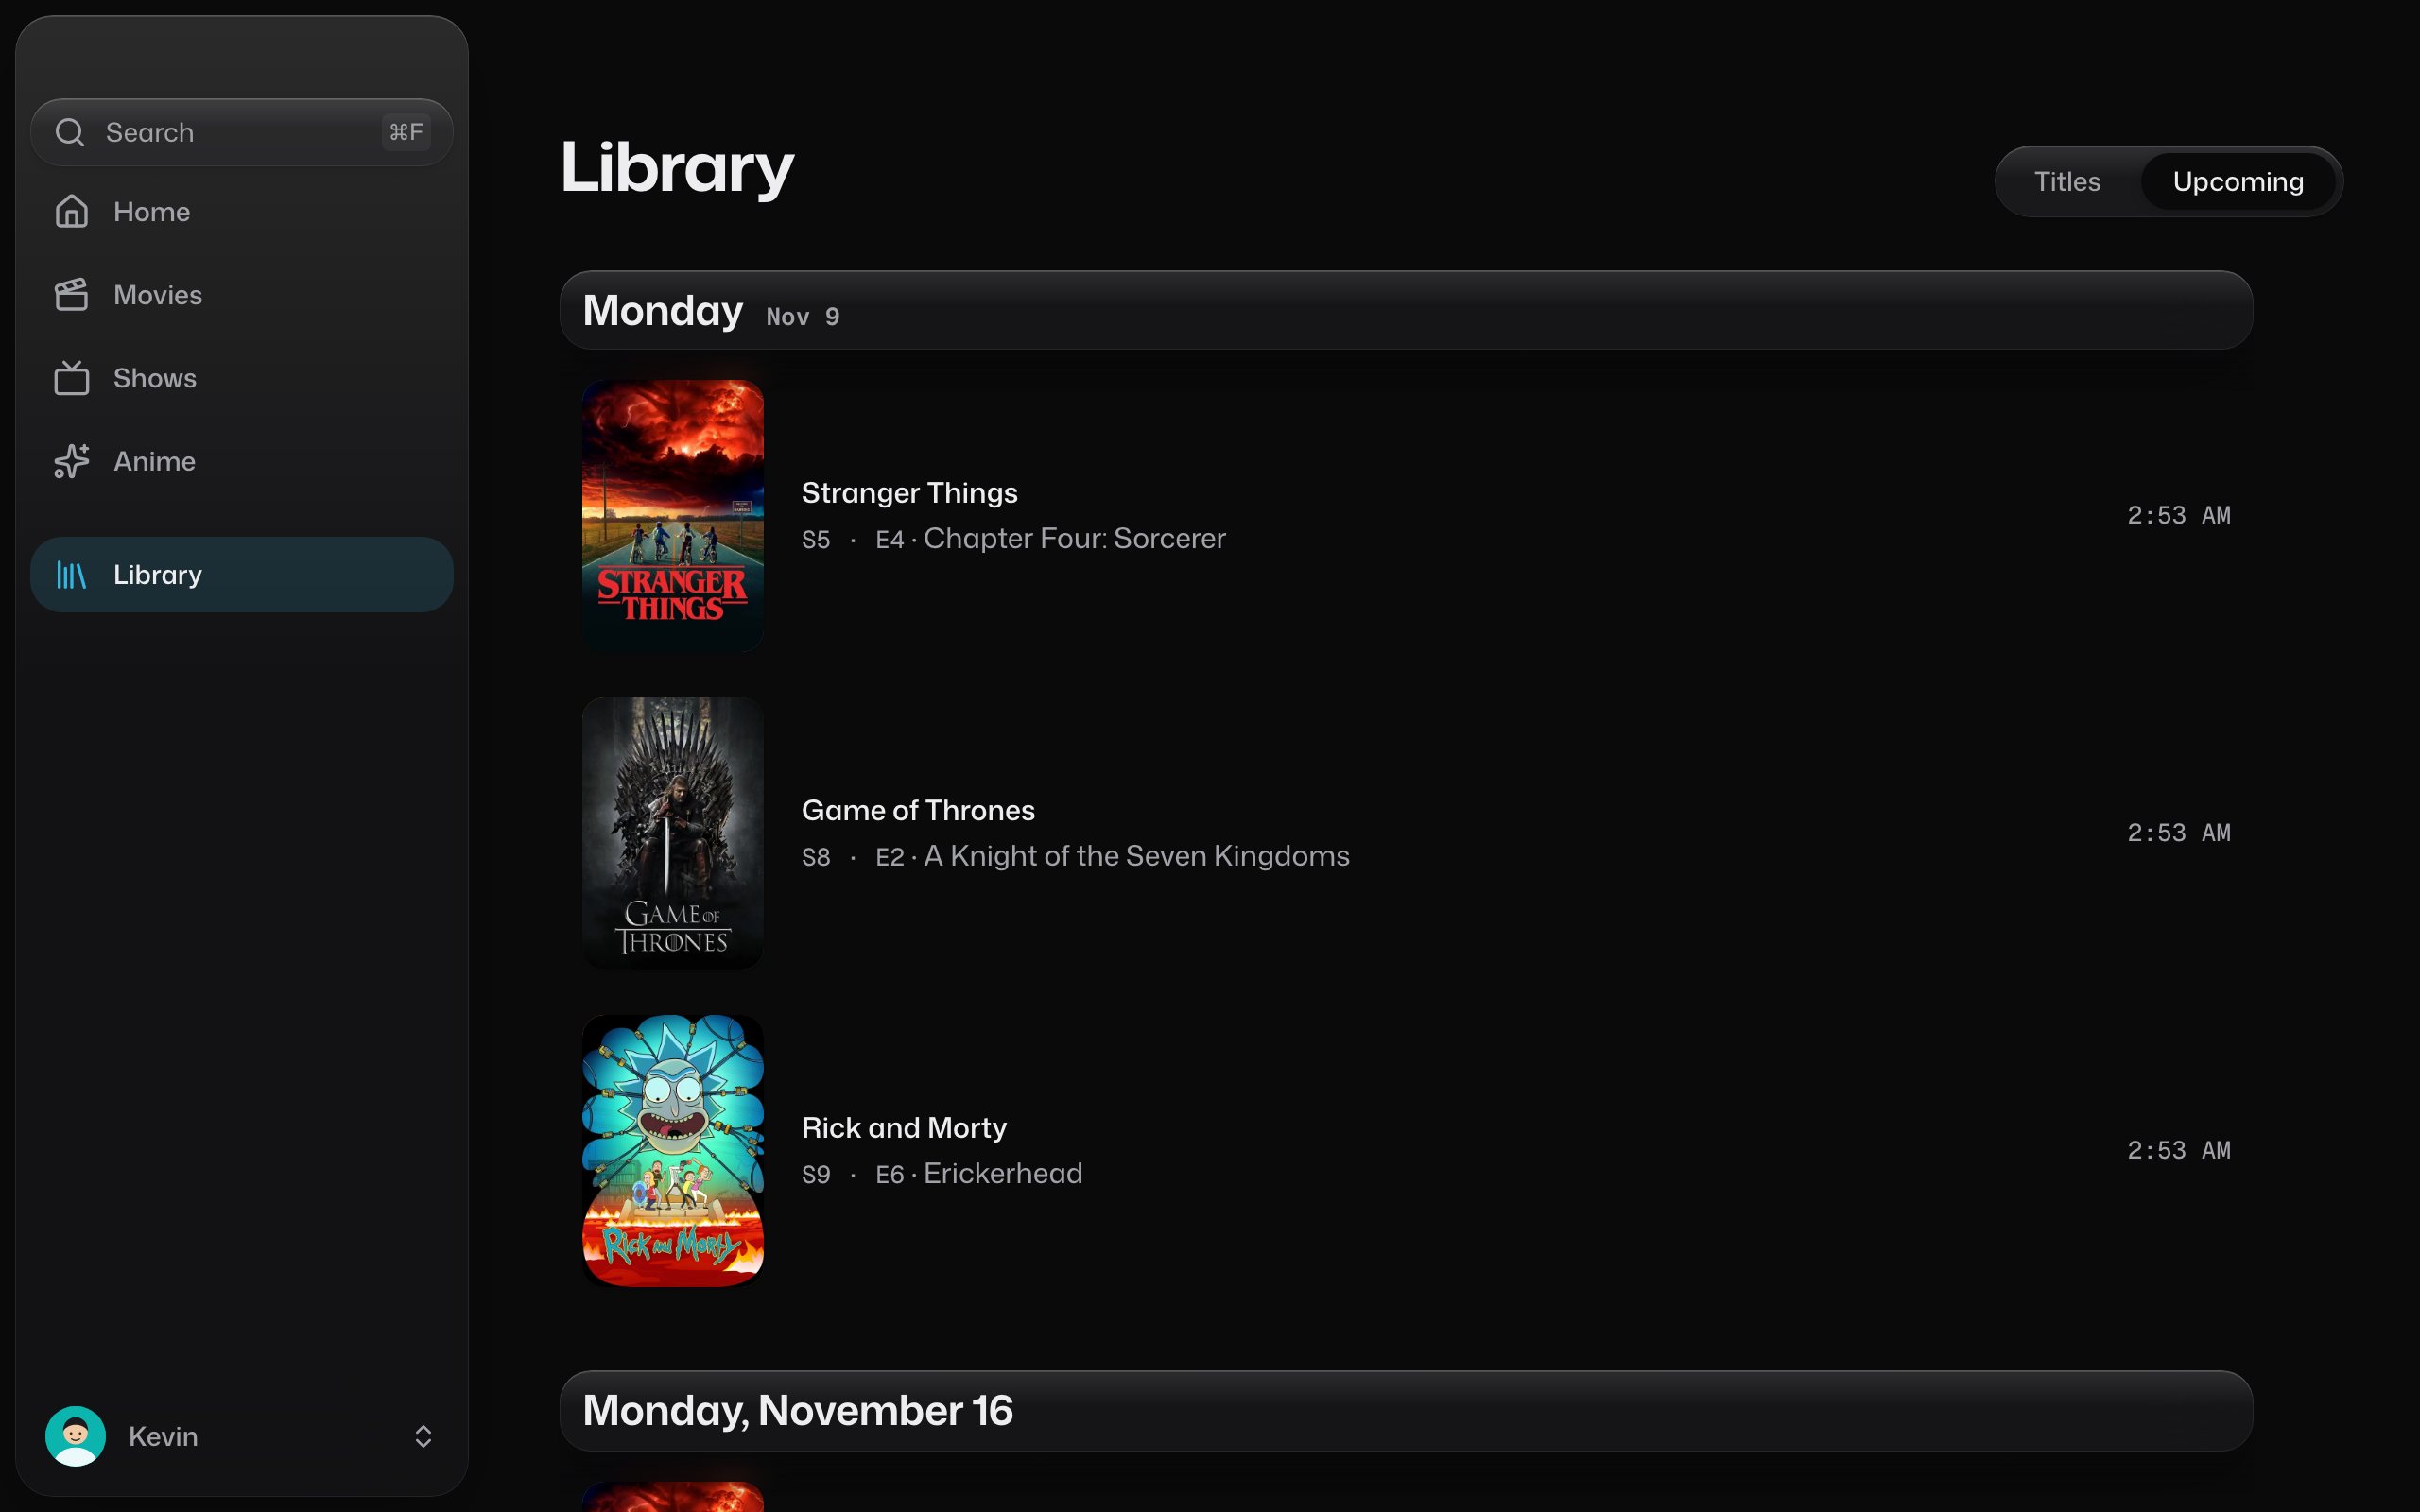 Search ⌘F
Home
Movies
Shows
Anime
Library
Kevin
Library
Titles Upcoming
Monday Nov 9
STRANGER
THINGS
Stranger Things
S5 · E4 · Chapter Four: Sorcerer
2:53 AM
GAME OF
THRONES
Game of Thrones
S8 · E2 · A Knight of the Seven Kingdoms
2:53 AM
Rick and Morty
Rick and Morty
S9 · E6 · Erickerhead
2:53 AM
Monday, November 16